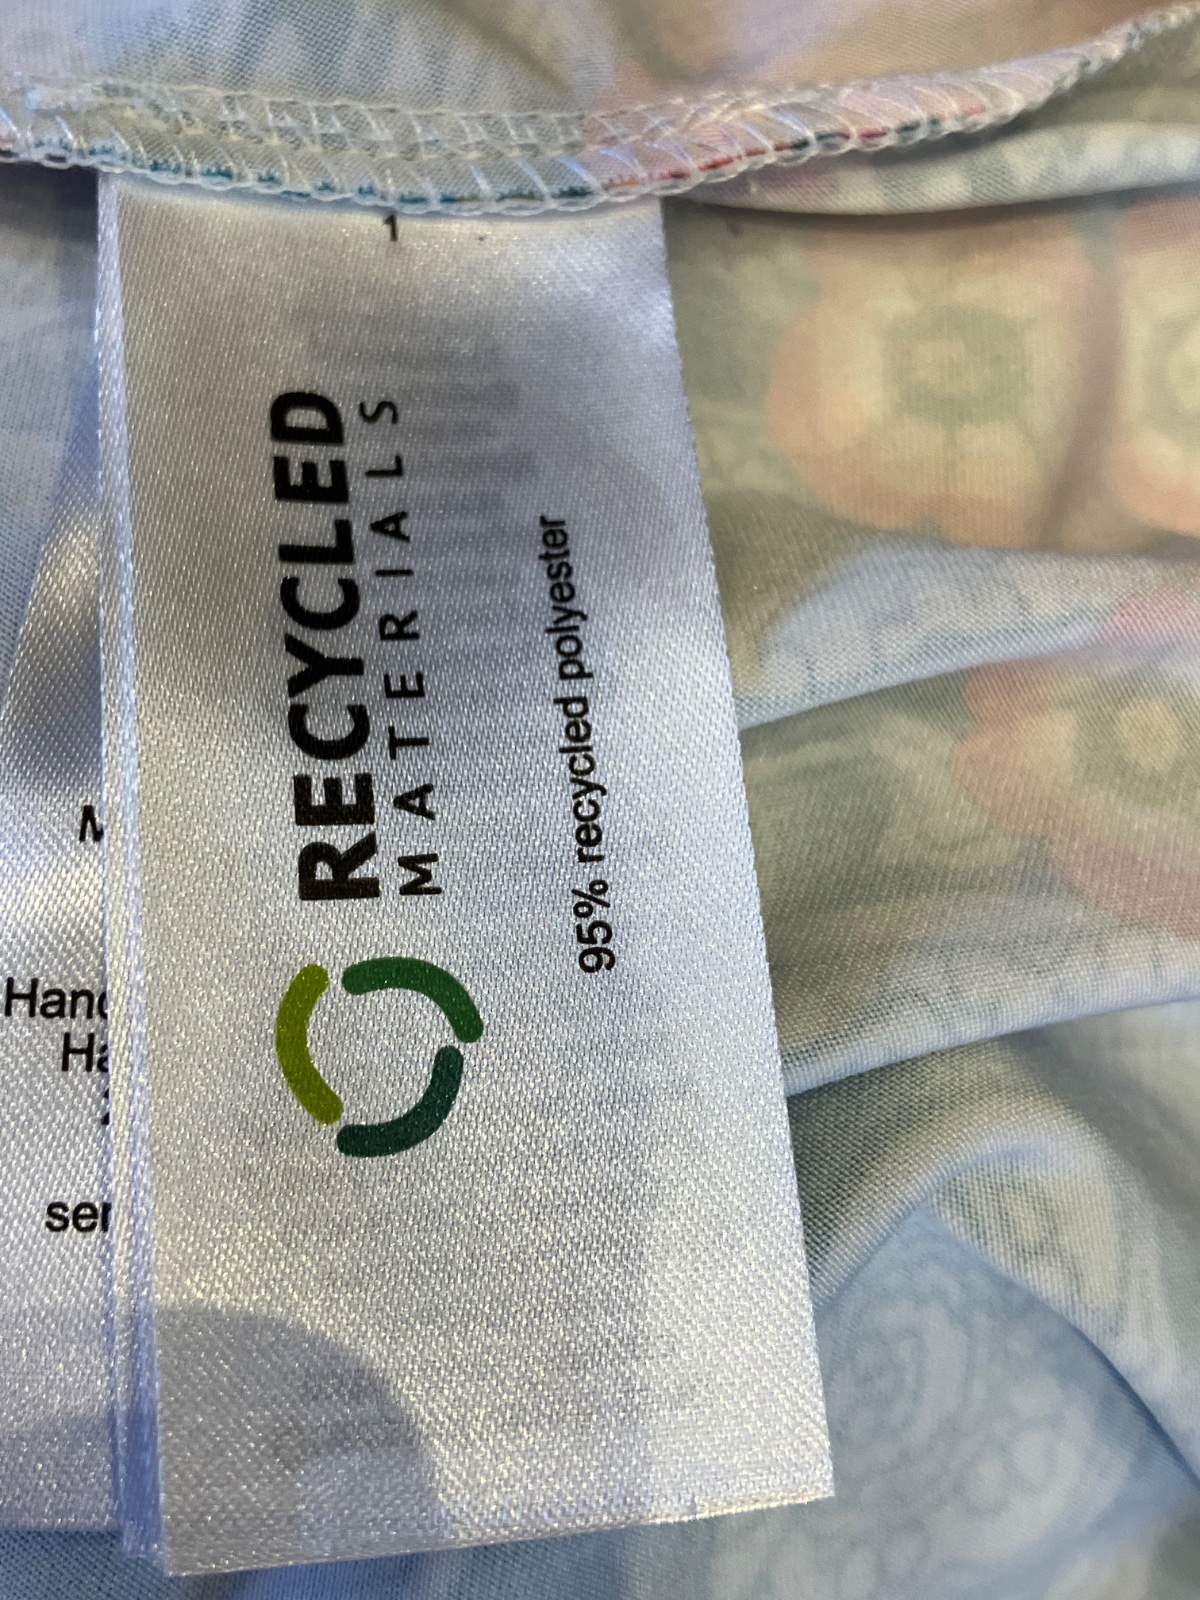 1
RECYCLED
MATERIALS
95% recycled polyester